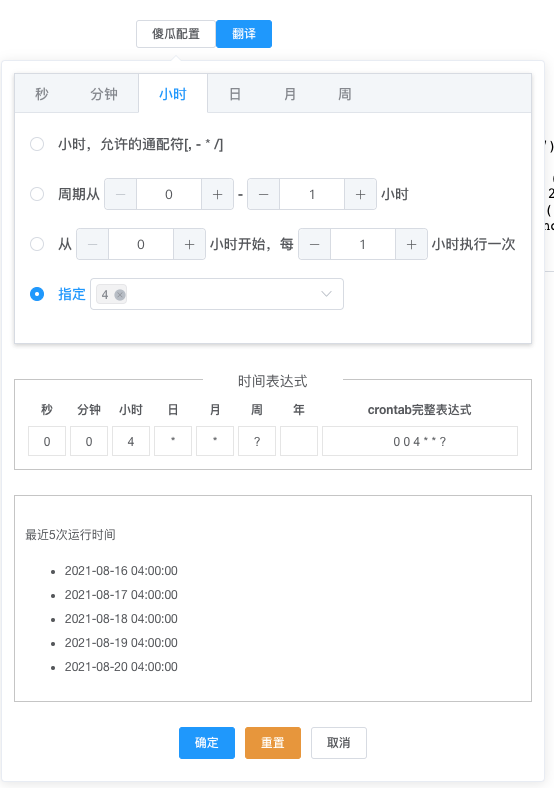 傻瓜配置 翻译
秒 分钟 小时 日 月 周
小时，允许的通配符[, - * /]
周期从 － 0 ＋ - － 1 ＋ 小时
从 － 0 ＋ 小时开始，每 － 1 ＋ 小时执行一次
指定 4
时间表达式
秒 分钟 小时 日 月 周 年 crontab完整表达式
0 0 4 * * ? 0 0 4 * * ?
最近5次运行时间
• 2021-08-16 04:00:00
• 2021-08-17 04:00:00
• 2021-08-18 04:00:00
• 2021-08-19 04:00:00
• 2021-08-20 04:00:00
确定 重置 取消